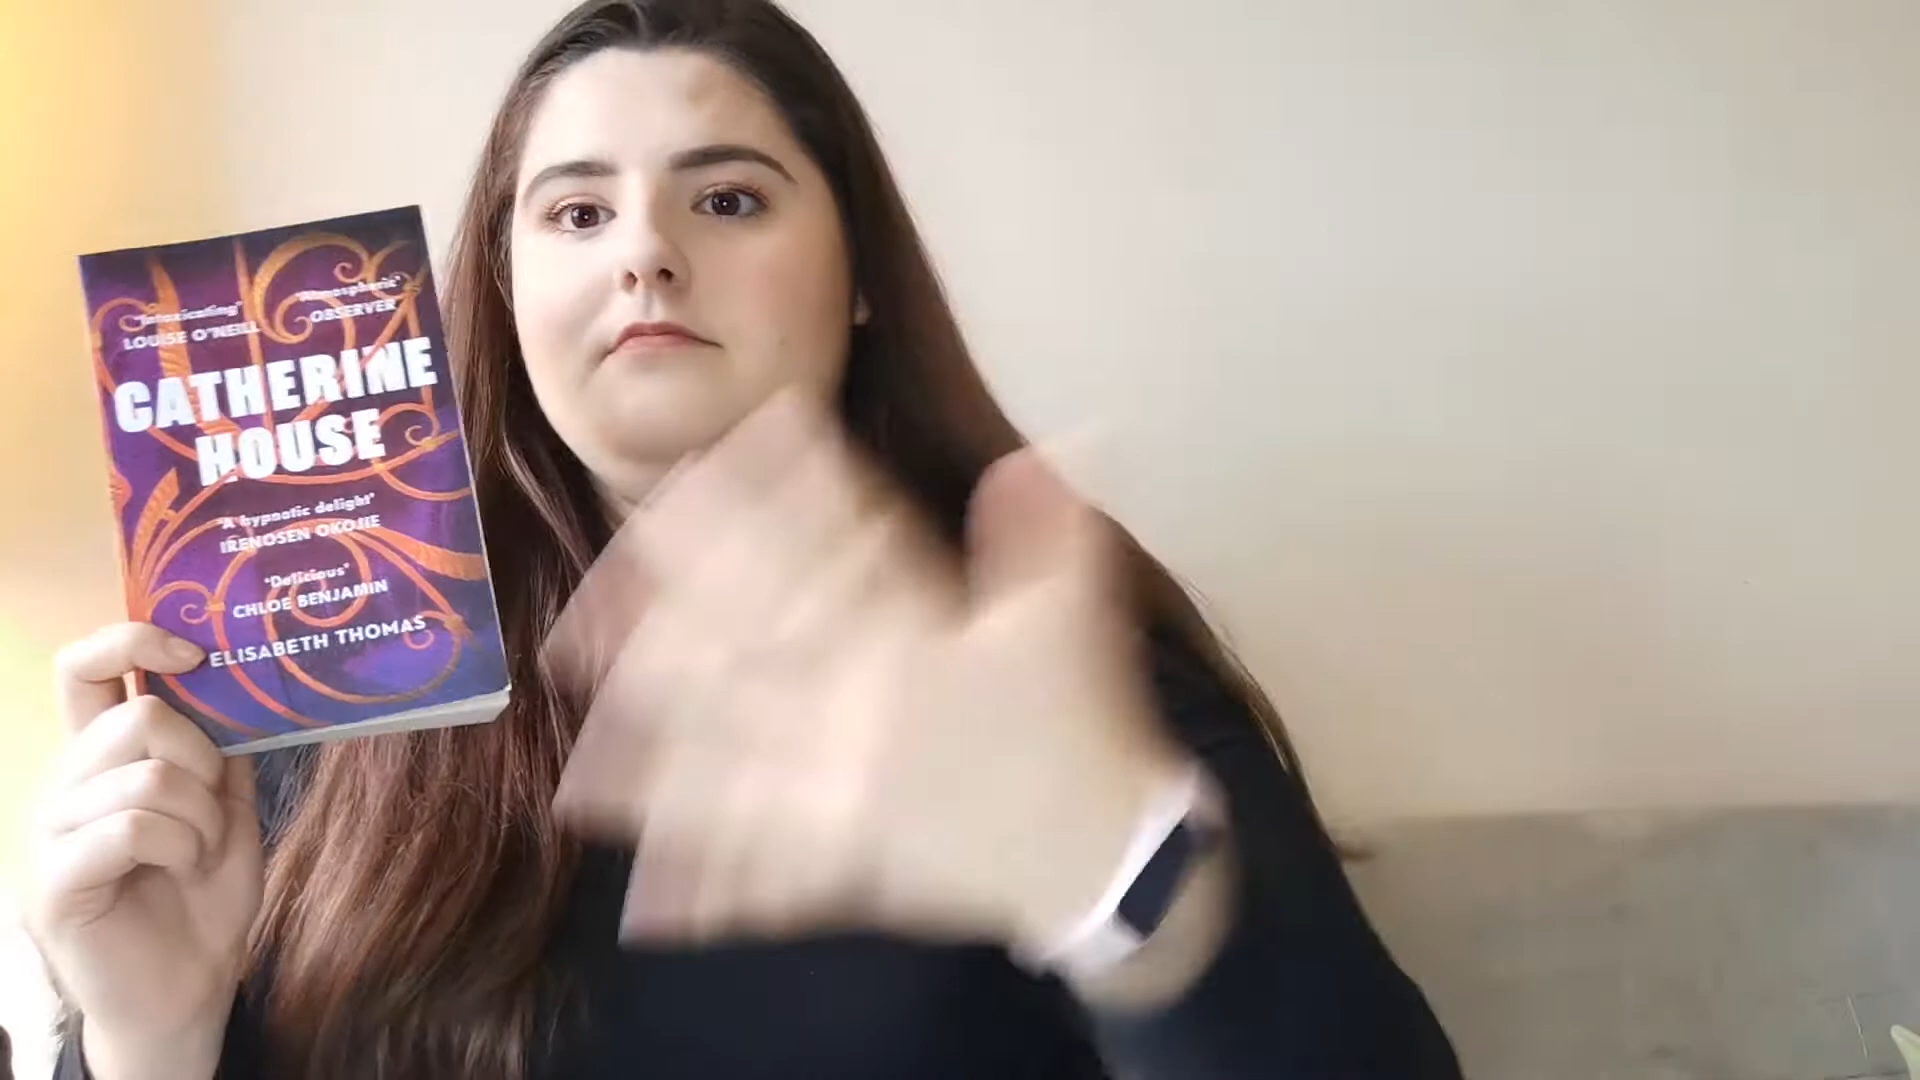 'Intoxicating'
LOUISE O'NEILL
'Atmospheric'
OBSERVER
CATHERINE
HOUSE
'A hypnotic delight'
IRENOSEN OKOJIE
'Delicious'
CHLOE BENJAMIN
ELISABETH THOMAS